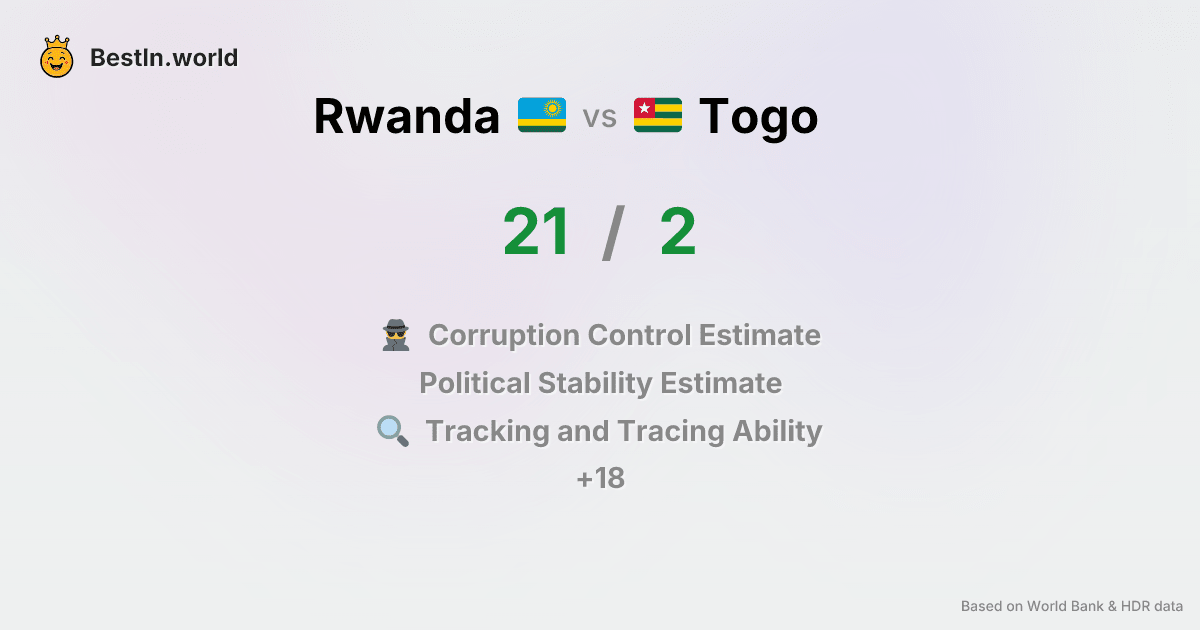 BestIn.world
Rwanda vs Togo
21 / 2
Corruption Control Estimate
Political Stability Estimate
Tracking and Tracing Ability
+18
Based on World Bank & HDR data